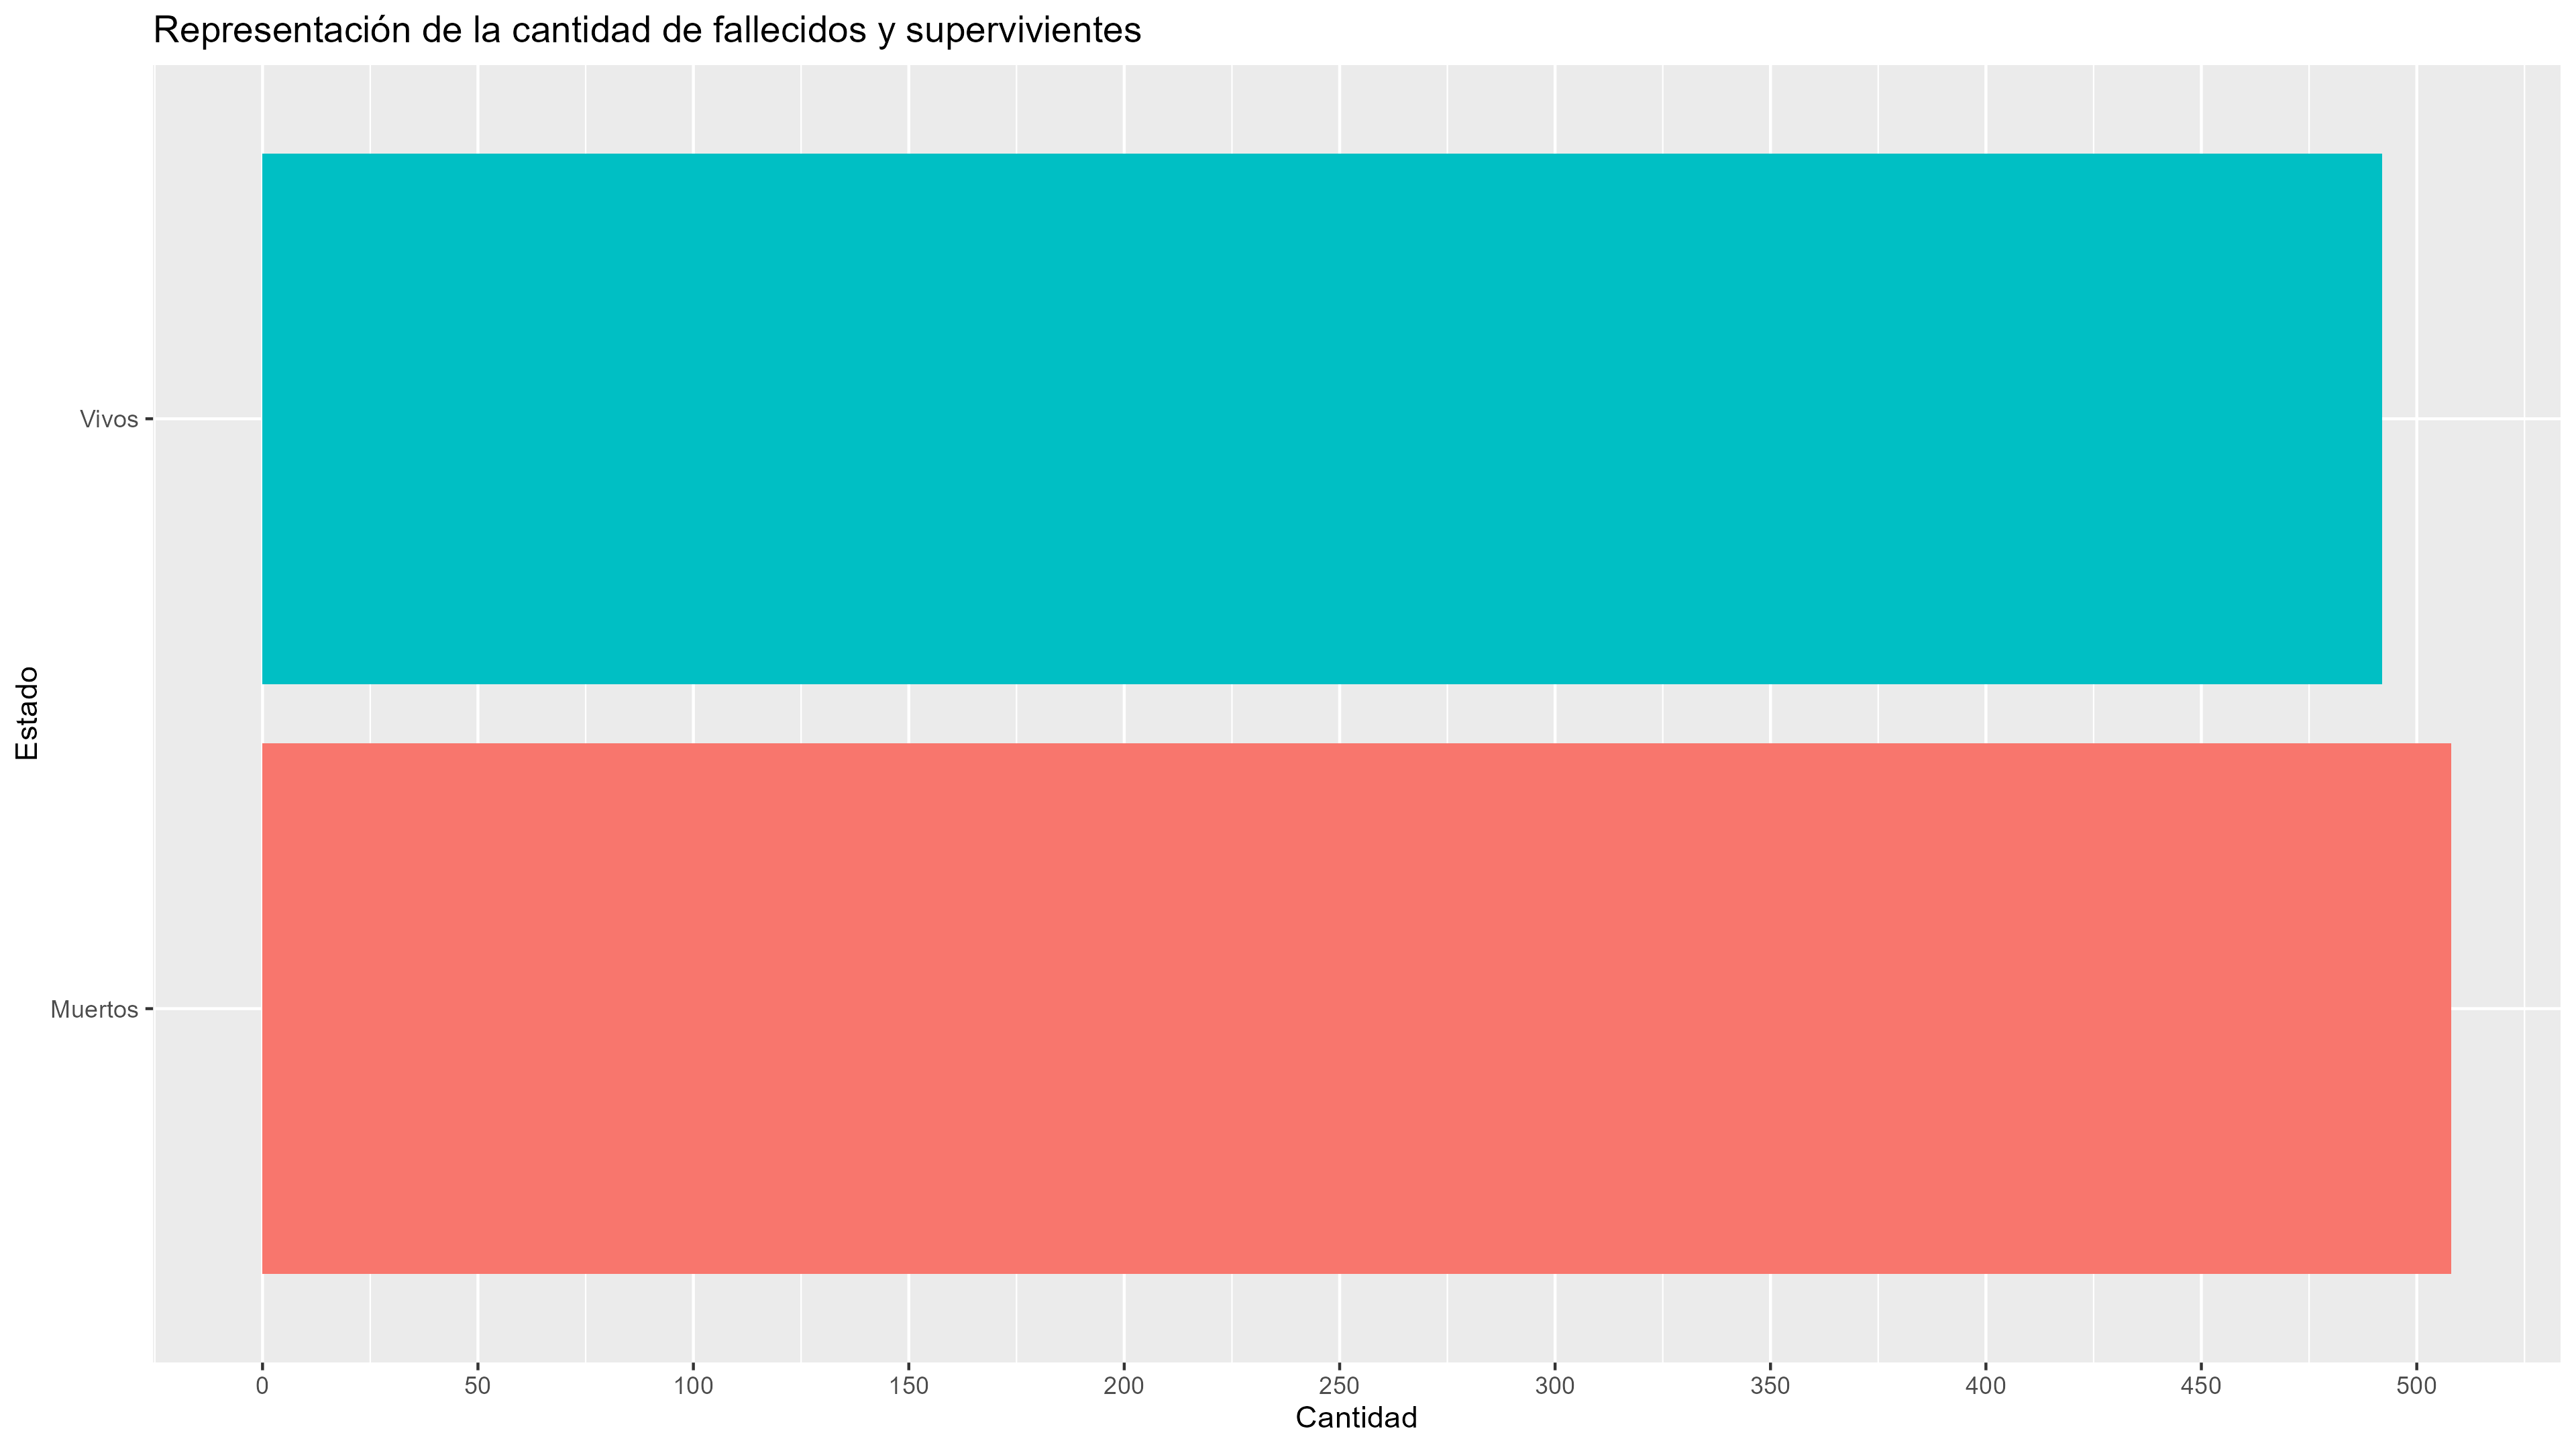 Representación de la cantidad de fallecidos y supervivientes
Estado
Vivos
Muertos
0 50 100 150 200 250 300 350 400 450 500
Cantidad